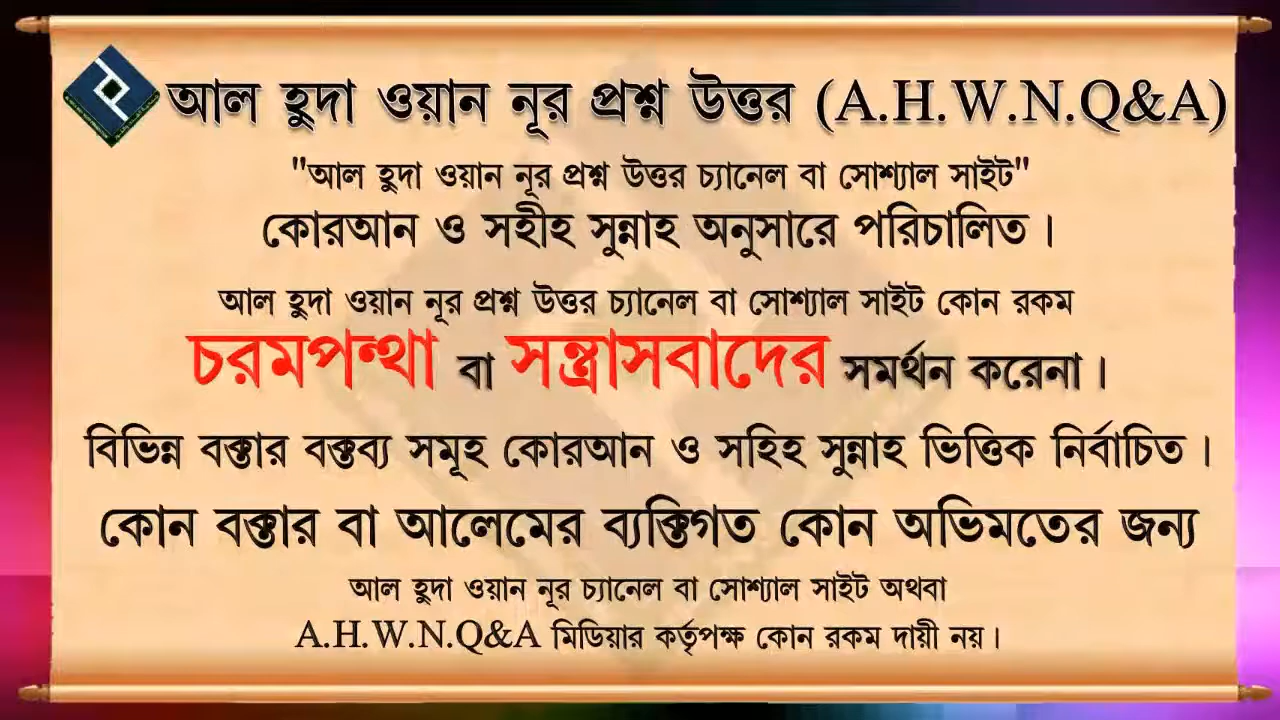 আল হুদা ওয়ান নূর প্রশ্ন উত্তর (A.H.W.N.Q&A)
"আল হুদা ওয়ান নূর প্রশ্ন উত্তর চ্যানেল বা সোশ্যাল সাইট"
কোরআন ও সহীহ সুন্নাহ অনুসারে পরিচালিত।
আল হুদা ওয়ান নূর প্রশ্ন উত্তর চ্যানেল বা সোশ্যাল সাইট কোন রকম
চরমপন্থা বা সন্ত্রাসবাদের সমর্থন করেনা।
বিভিন্ন বক্তার বক্তব্য সমূহ কোরআন ও সহিহ সুন্নাহ ভিত্তিক নির্বাচিত।
কোন বক্তার বা আলেমের ব্যক্তিগত কোন অভিমতের জন্য
আল হুদা ওয়ান নূর চ্যানেল বা সোশ্যাল সাইট অথবা
A.H.W.N.Q&A মিডিয়ার কর্তৃপক্ষ কোন রকম দায়ী নয়।